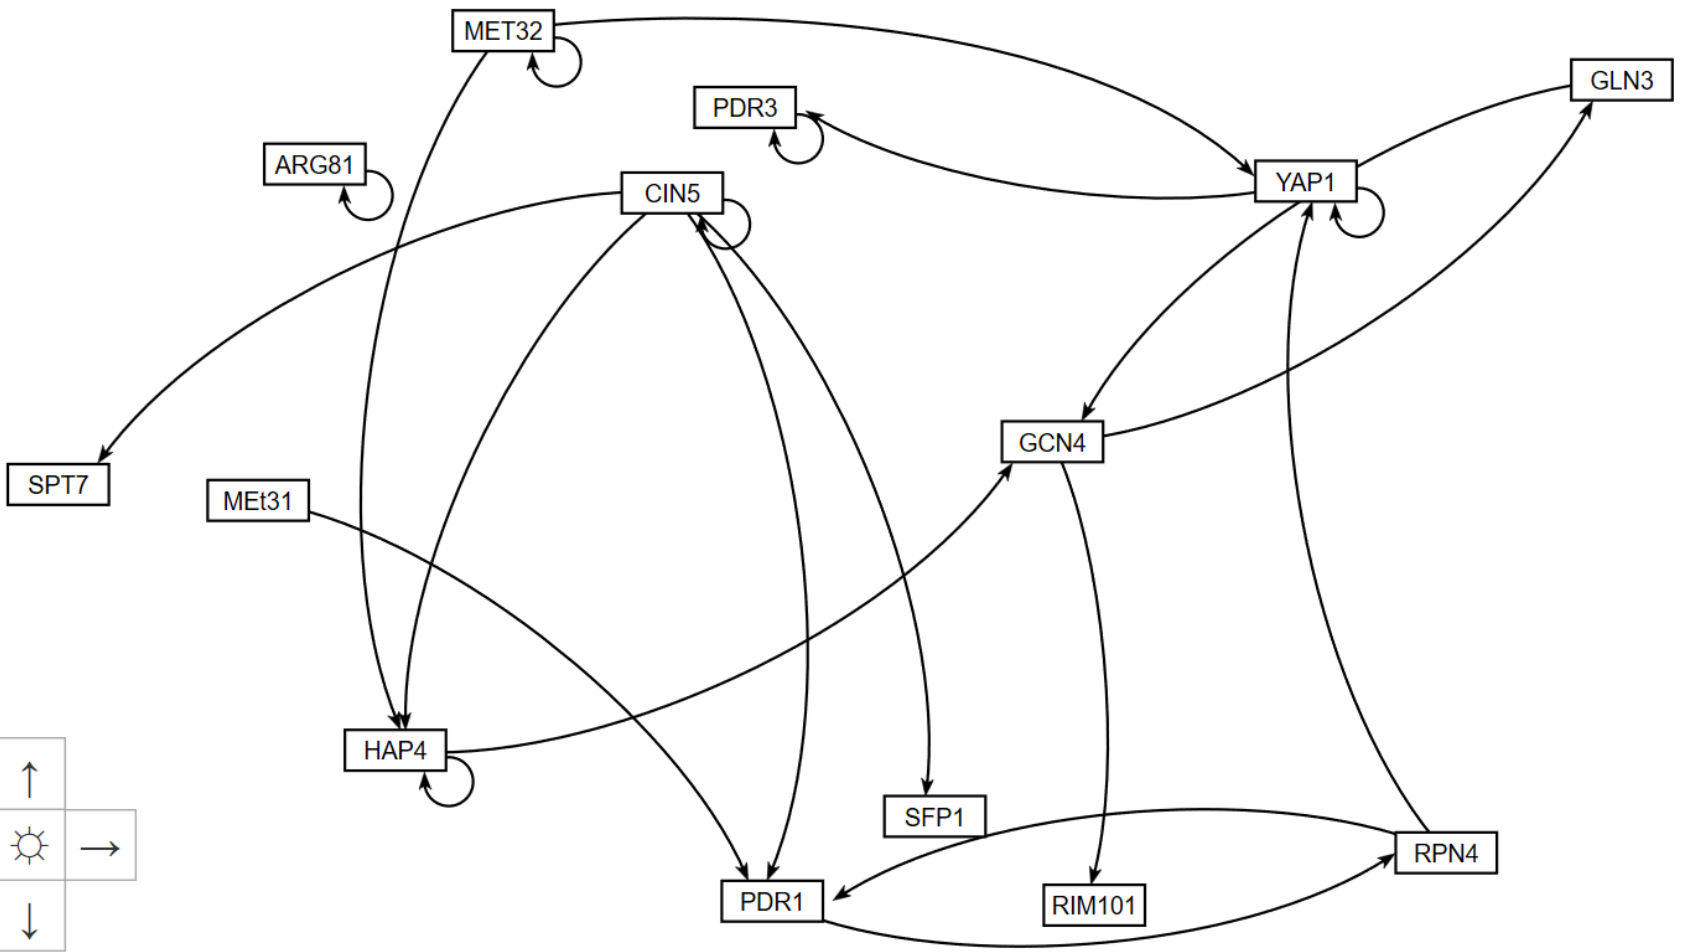 MET32
GLN3
PDR3
ARG81
YAP1
CIN5
GCN4
SPT7
MEt31
HAP4
SFP1
RPN4
PDR1
RIM101